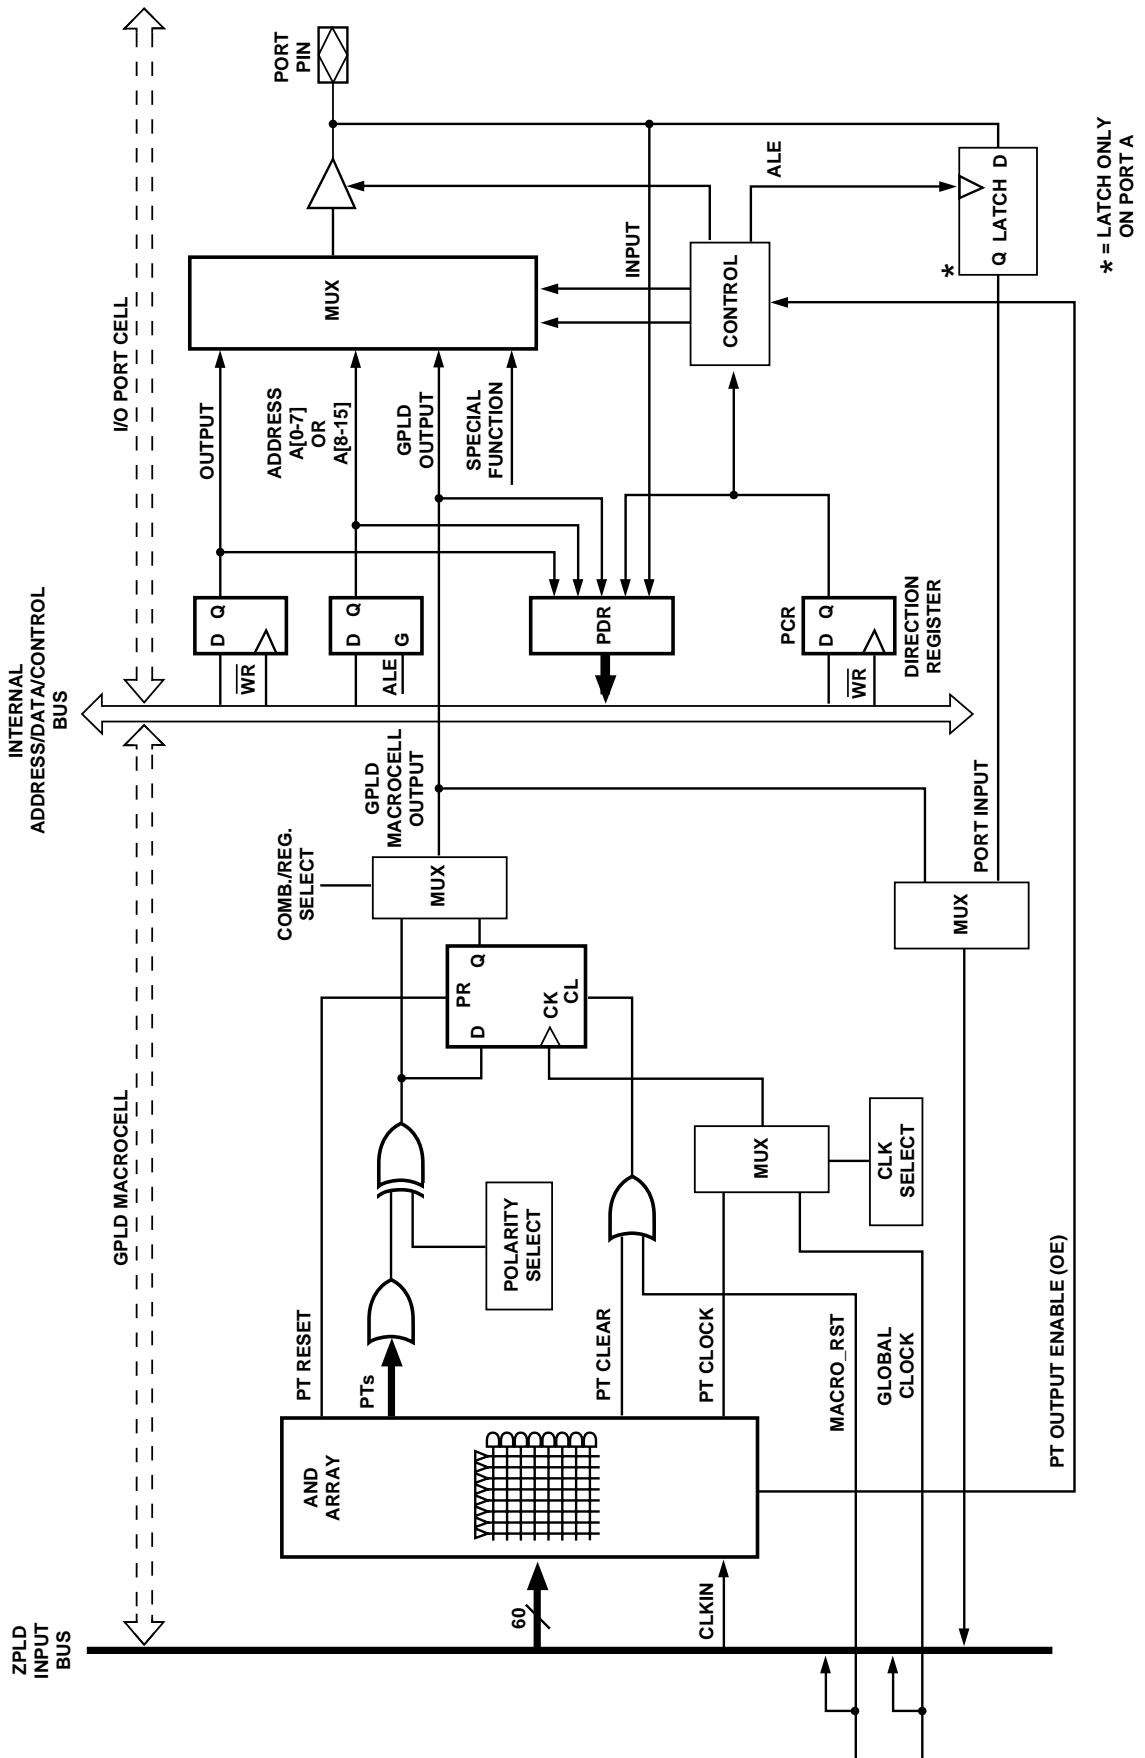 ZPLD
INPUT
BUS
GPLD MACROCELL
INTERNAL
ADDRESS/DATA/CONTROL
BUS
I/O PORT CELL
60
CLKIN
AND
ARRAY
PT RESET
PTs
PT CLEAR
PT CLOCK
MACRO_RST
GLOBAL
CLOCK
PT OUTPUT ENABLE (OE)
POLARITY
SELECT
MUX
CLK
SELECT
PR
D
Q
CK
CL
COMB./REG.
SELECT
MUX
GPLD
MACROCELL
OUTPUT
MUX
PORT INPUT
D Q
WR
D Q
ALE
G
PDR
PCR
D Q
WR
DIRECTION
REGISTER
OUTPUT
ADDRESS
A[0-7]
OR
A[8-15]
GPLD
OUTPUT
SPECIAL
FUNCTION
MUX
INPUT
CONTROL
ALE
PORT
PIN
*
Q LATCH D
* = LATCH ONLY
ON PORT A